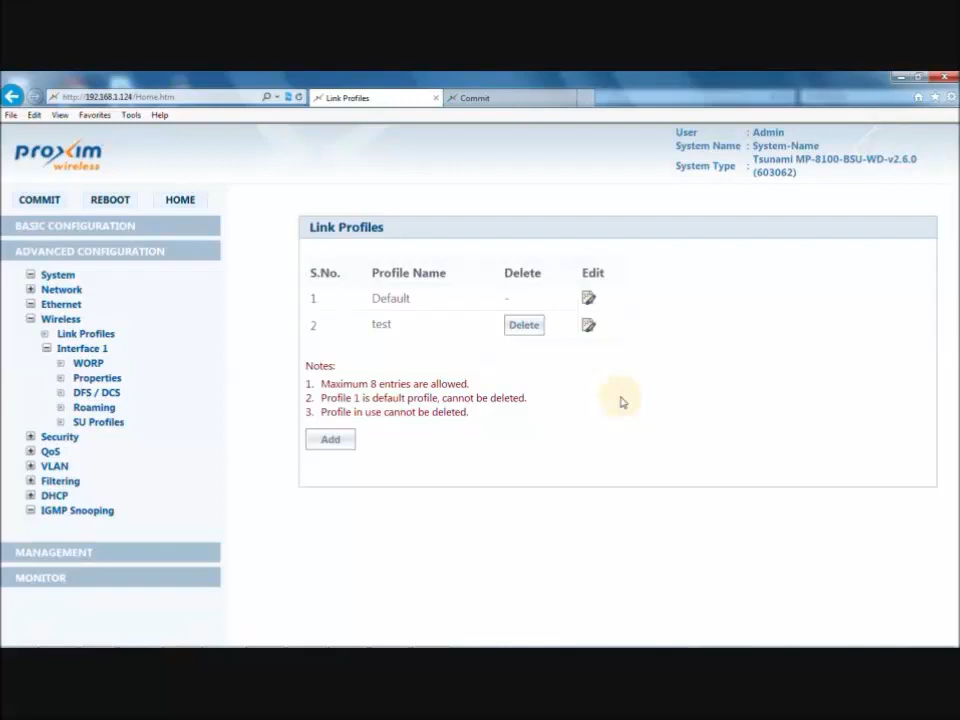 http://192.168.1.124/Home.htm
Link Profiles
Commit
File Edit View Favorites Tools Help
proxim
wireless
User : Admin
System Name : System-Name
System Type : Tsunami MP-8100-BSU-WD-v2.6.0
(603062)
COMMIT REBOOT HOME
BASIC CONFIGURATION
ADVANCED CONFIGURATION
System
Network
Ethernet
Wireless
Link Profiles
Interface 1
WORP
Properties
DFS / DCS
Roaming
SU Profiles
Security
QoS
VLAN
Filtering
DHCP
IGMP Snooping
MANAGEMENT
MONITOR
Link Profiles
S.No. Profile Name Delete Edit
1 Default -
2 test Delete
Notes:
1. Maximum 8 entries are allowed.
2. Profile 1 is default profile, cannot be deleted.
3. Profile in use cannot be deleted.
Add